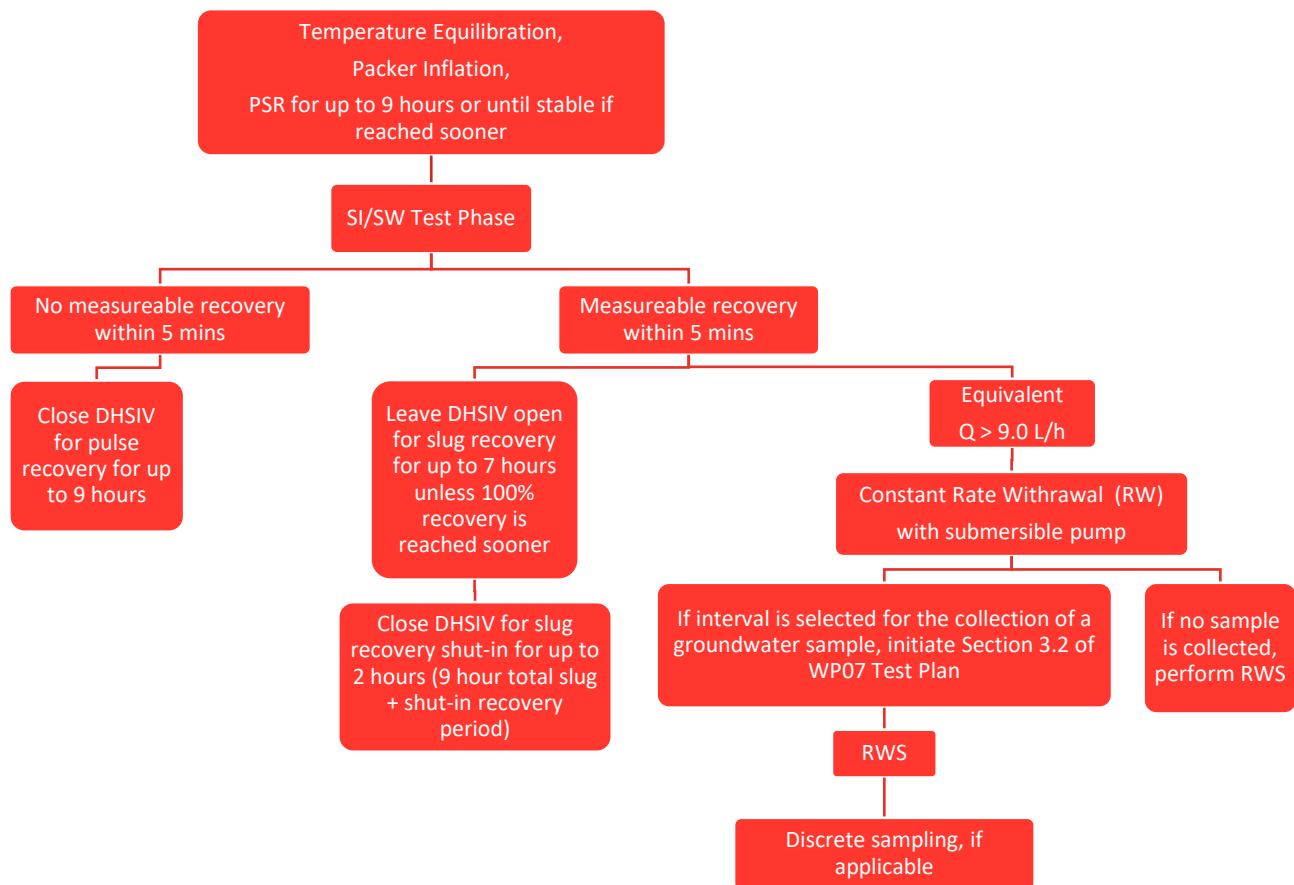 Temperature Equilibration,
Packer Inflation,
PSR for up to 9 hours or until stable if
reached sooner
SI/SW Test Phase
No measureable recovery
within 5 mins
Measureable recovery
within 5 mins
Close DHSIV
for pulse
recovery for up
to 9 hours
Leave DHSIV open
for slug recovery
for up to 7 hours
unless 100%
recovery is
reached sooner
Close DHSIV for slug
recovery shut-in for up to
2 hours (9 hour total slug
+ shut-in recovery
period)
Equivalent
Q > 9.0 L/h
Constant Rate Withrawal (RW)
with submersible pump
If interval is selected for the collection of a
groundwater sample, initiate Section 3.2 of
WP07 Test Plan
If no sample
is collected,
perform RWS
RWS
Discrete sampling, if
applicable